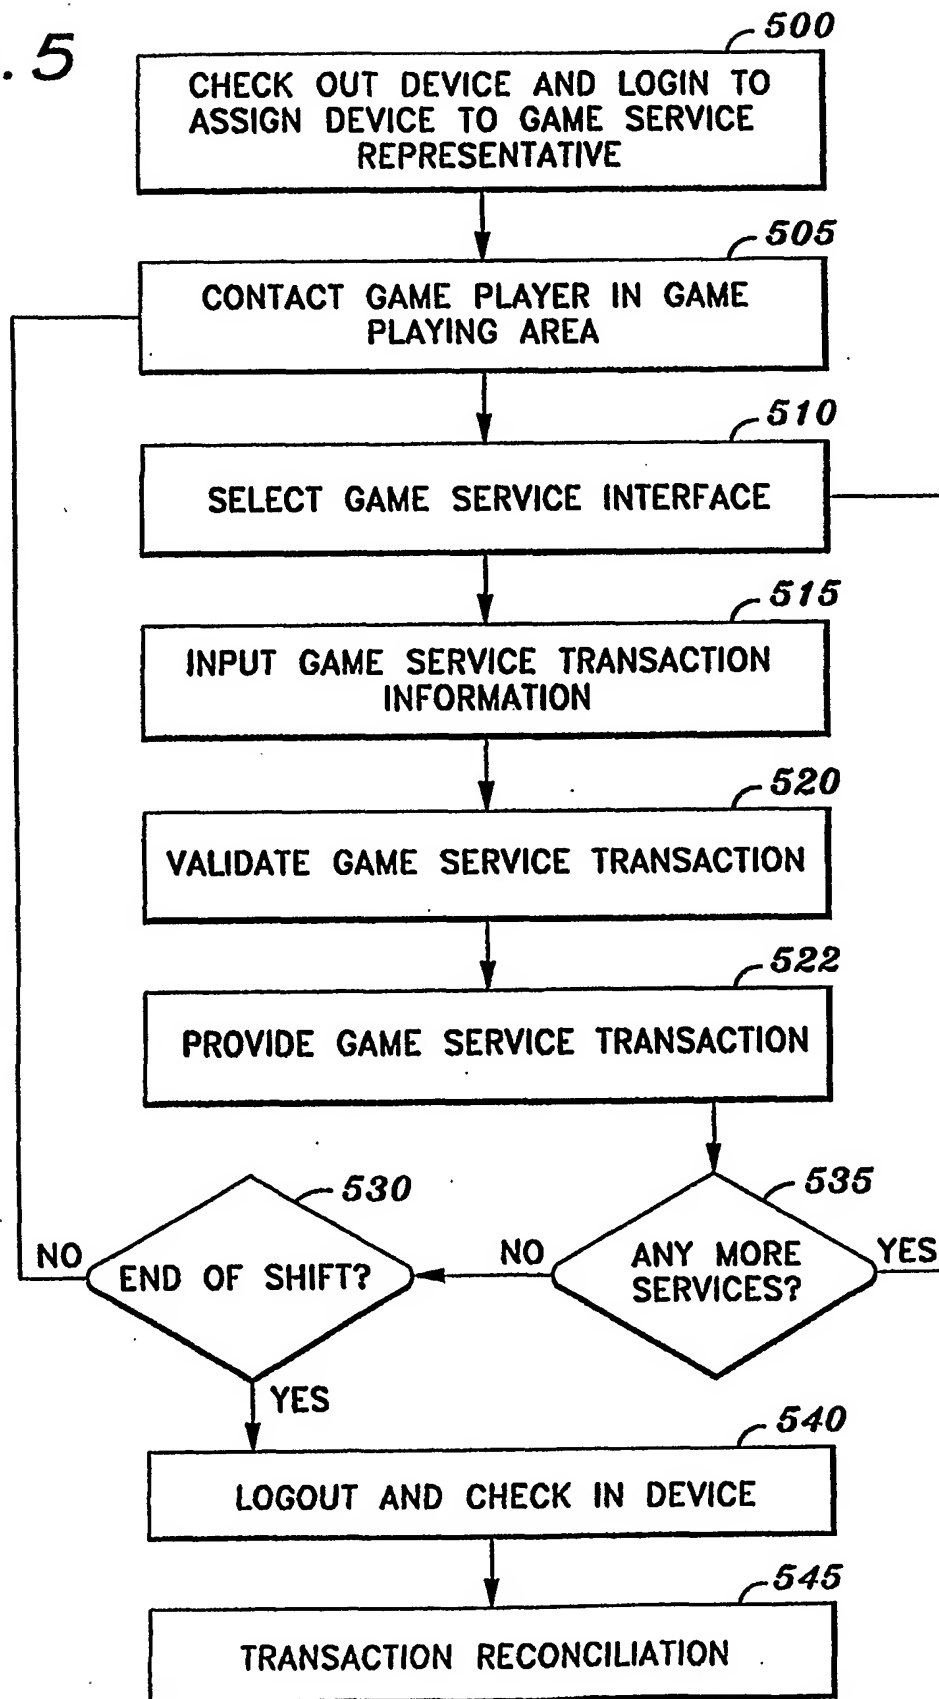 . 5
500
CHECK OUT DEVICE AND LOGIN TO
ASSIGN DEVICE TO GAME SERVICE
REPRESENTATIVE
505
CONTACT GAME PLAYER IN GAME
PLAYING AREA
510
SELECT GAME SERVICE INTERFACE
515
INPUT GAME SERVICE TRANSACTION
INFORMATION
520
VALIDATE GAME SERVICE TRANSACTION
522
PROVIDE GAME SERVICE TRANSACTION
530
535
NO
END OF SHIFT?
NO
ANY MORE
SERVICES?
YES
YES
540
LOGOUT AND CHECK IN DEVICE
545
TRANSACTION RECONCILIATION